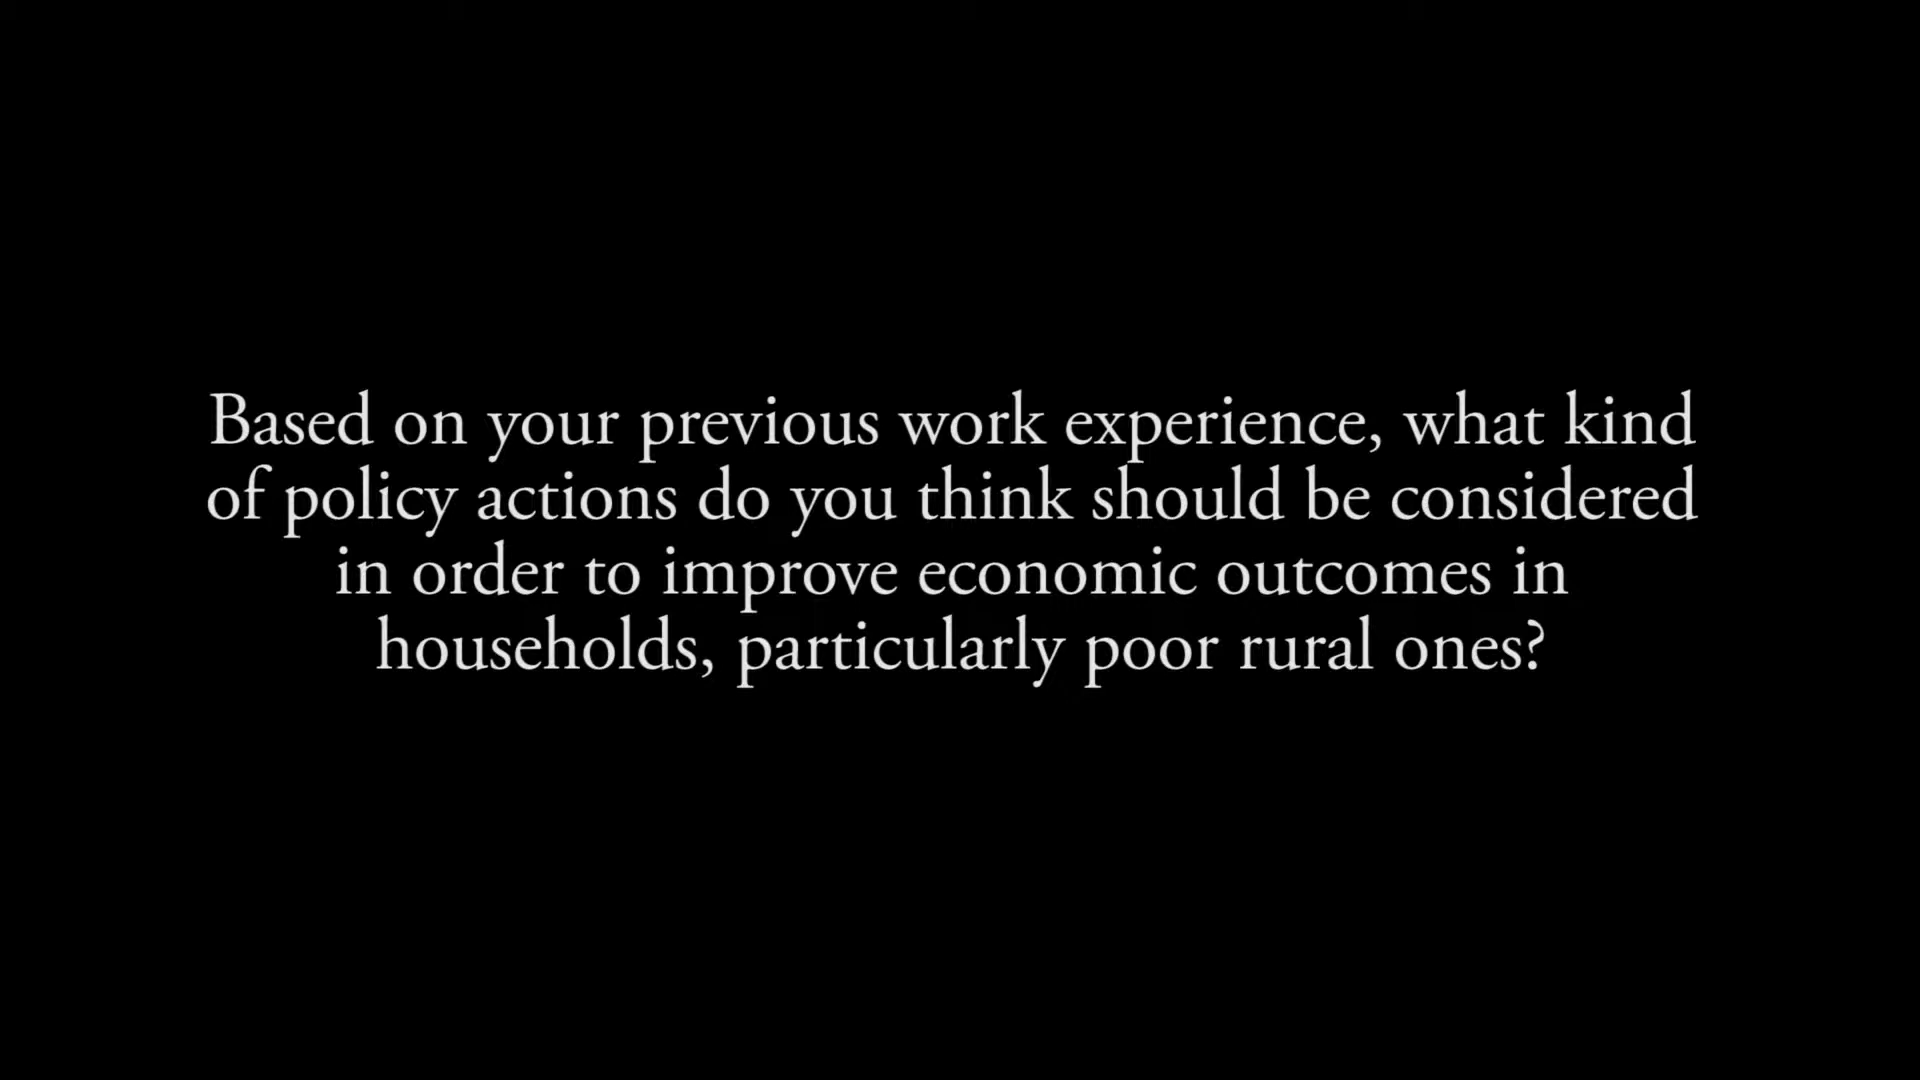 Based on your previous work experience, what kind
of policy actions do you think should be considered
in order to improve economic outcomes in
households, particularly poor rural ones?